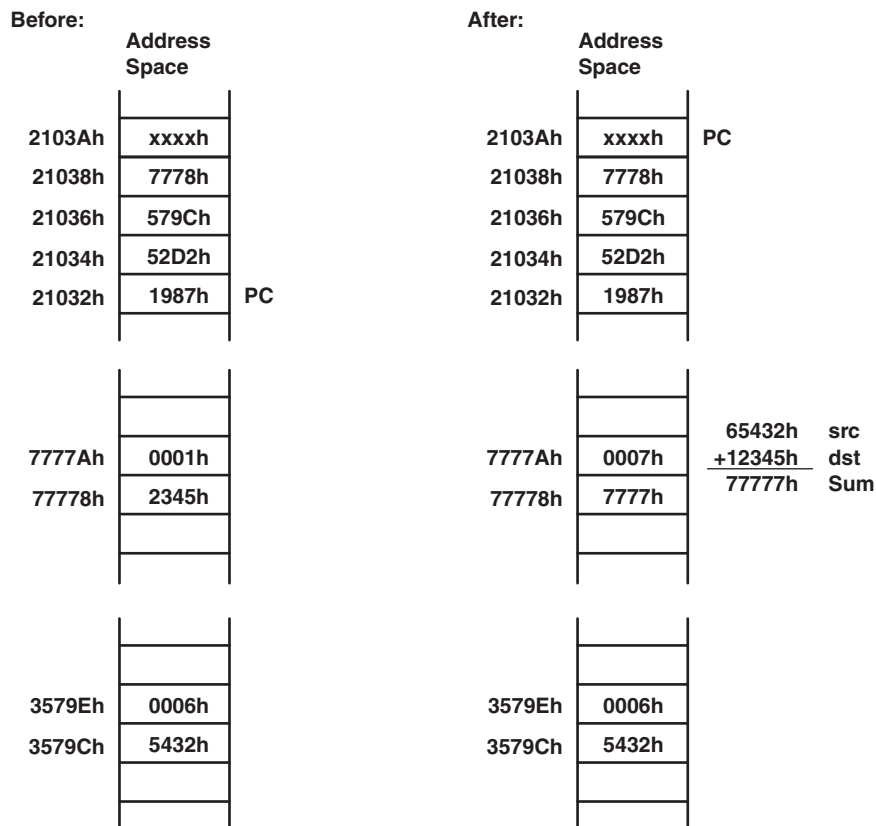 Before:
Address
Space
2103Ah xxxxh
21038h 7778h
21036h 579Ch
21034h 52D2h
21032h 1987h PC
7777Ah 0001h
77778h 2345h
3579Eh 0006h
3579Ch 5432h
After:
Address
Space
2103Ah xxxxh PC
21038h 7778h
21036h 579Ch
21034h 52D2h
21032h 1987h
7777Ah 0007h
77778h 7777h
65432h src
+12345h dst
77777h Sum
3579Eh 0006h
3579Ch 5432h